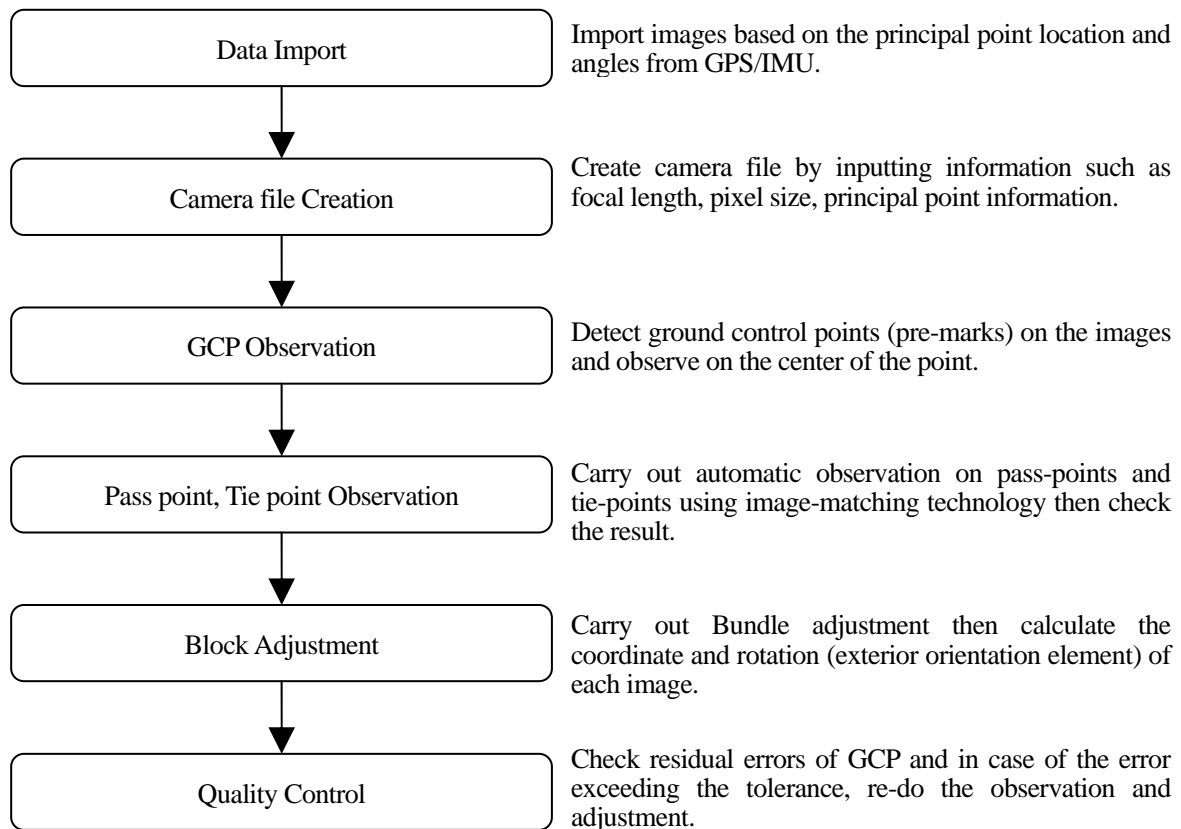 Data Import
Import images based on the principal point location and
angles from GPS/IMU.
Camera file Creation
Create camera file by inputting information such as
focal length, pixel size, principal point information.
GCP Observation
Detect ground control points (pre-marks) on the images
and observe on the center of the point.
Pass point, Tie point Observation
Carry out automatic observation on pass-points and
tie-points using image-matching technology then check
the result.
Block Adjustment
Carry out Bundle adjustment then calculate the
coordinate and rotation (exterior orientation element) of
each image.
Quality Control
Check residual errors of GCP and in case of the error
exceeding the tolerance, re-do the observation and
adjustment.